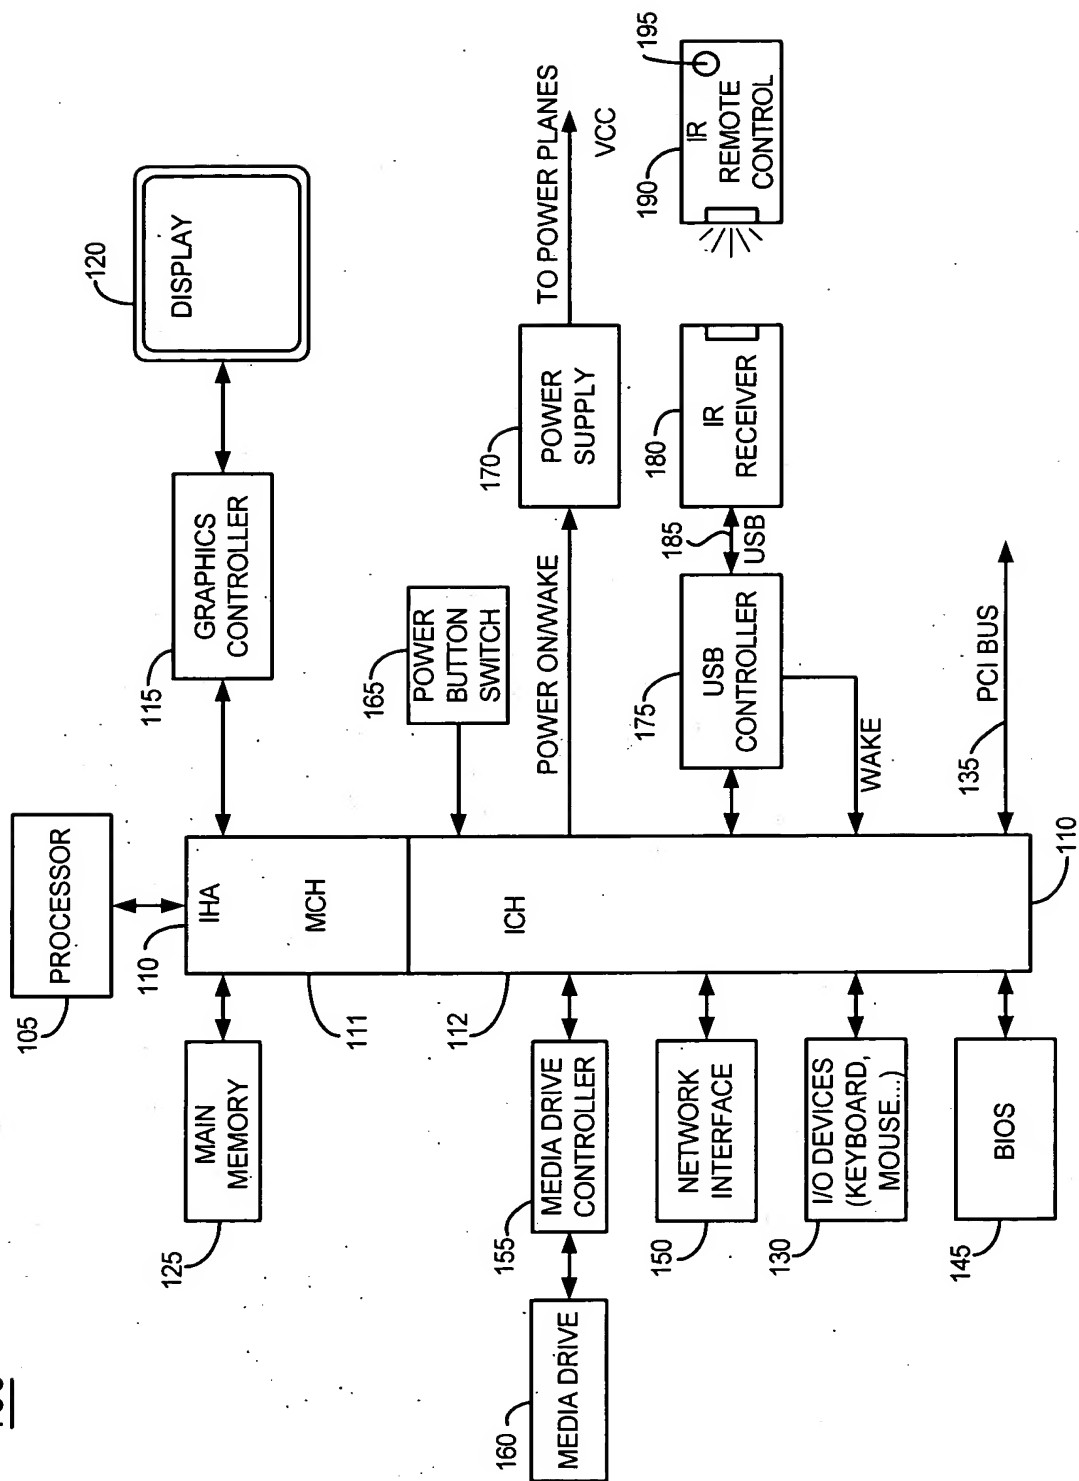 PROCESSOR
105
110
IHA
MCH
111
ICH
112
110
MAIN
MEMORY
125
GRAPHICS
CONTROLLER
115
DISPLAY
120
POWER
BUTTON
SWITCH
165
POWER ON/WAKE
POWER
SUPPLY
170
TO POWER PLANES
VCC
MEDIA DRIVE
CONTROLLER
155
MEDIA DRIVE
160
NETWORK
INTERFACE
150
I/O DEVICES
(KEYBOARD,
MOUSE...)
130
BIOS
145
USB
CONTROLLER
175
WAKE
185
USB
IR
RECEIVER
180
IR
REMOTE
CONTROL
190
195
PCI BUS
135